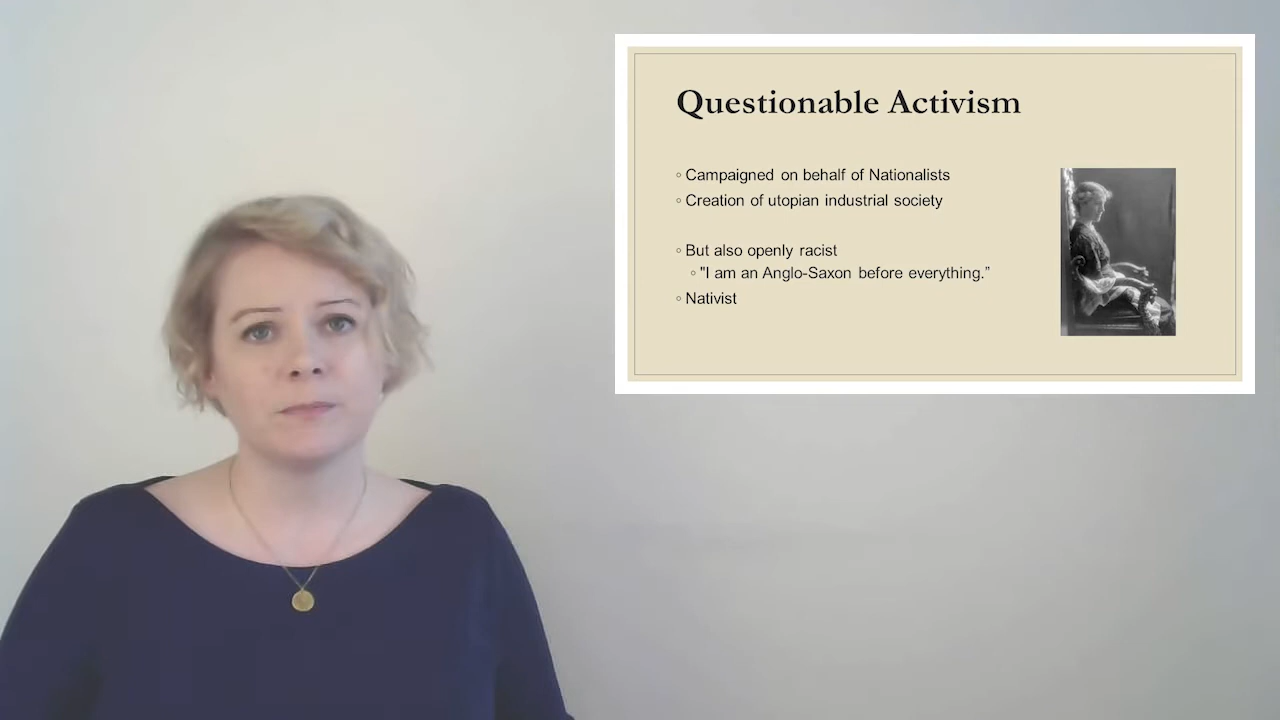 Questionable Activism
◦ Campaigned on behalf of Nationalists
◦ Creation of utopian industrial society
◦ But also openly racist
◦ "I am an Anglo-Saxon before everything.”
◦ Nativist